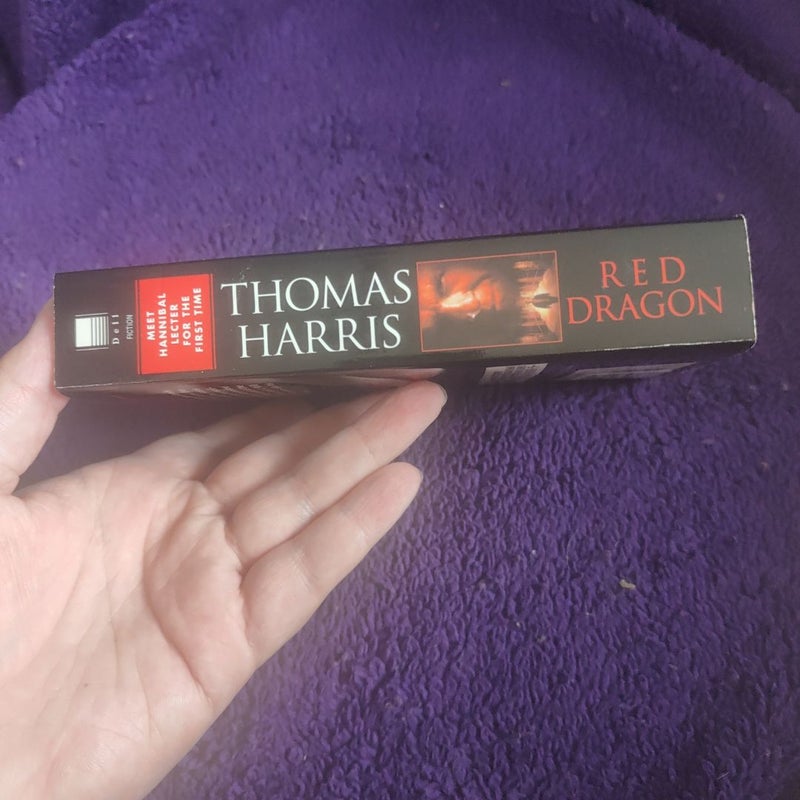 Dell
FICTION
MEET
HANNIBAL
LECTER
FOR THE
FIRST TIME
THOMAS
HARRIS
RED
DRAGON